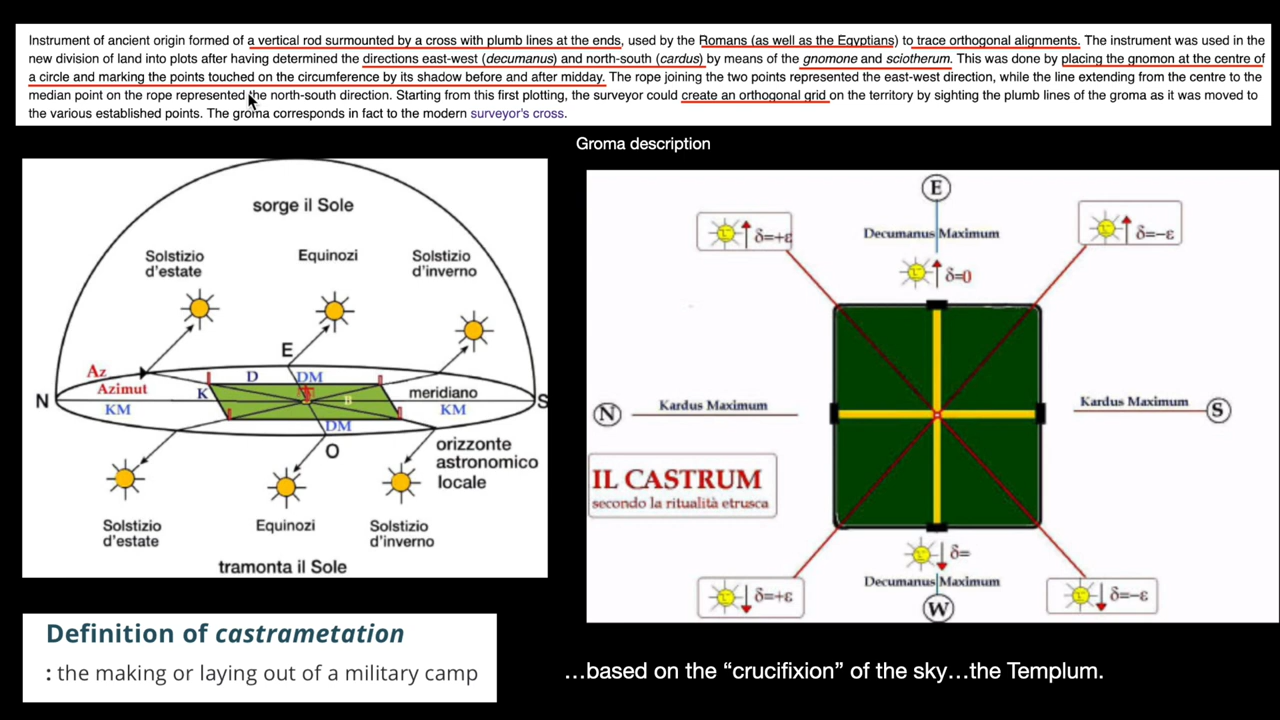 Instrument of ancient origin formed of a vertical rod surmounted by a cross with plumb lines at the ends, used by the Romans (as well as the Egyptians) to trace orthogonal alignments. The instrument was used in the
new division of land into plots after having determined the directions east-west (decumanus) and north-south (cardus) by means of the gnomone and sciotherum. This was done by placing the gnomon at the centre of
a circle and marking the points touched on the circumference by its shadow before and after midday. The rope joining the two points represented the east-west direction, while the line extending from the centre to the
median point on the rope represented the north-south direction. Starting from this first plotting, the surveyor could create an orthogonal grid on the territory by sighting the plumb lines of the groma as it was moved to
the various established points. The groma corresponds in fact to the modern surveyor's cross.
Groma description
sorge il Sole
Solstizio
d'estate
Equinozi
Solstizio
d'inverno
E
Az
Azimut
D
DM
K
B
meridiano
N
KM
KM
S
DM
O
orizzonte
astronomico
locale
Solstizio
d'estate
Equinozi
Solstizio
d'inverno
tramonta il Sole
E
δ=+ε
Decumanus Maximum
δ=-ε
δ=0
N
Kardus Maximum
Kardus Maximum
S
IL CASTRUM
secondo la ritualità etrusca
δ=
δ=+ε
Decumanus Maximum
δ=-ε
W
Definition of castrametation
: the making or laying out of a military camp
…based on the “crucifixion” of the sky…the Templum.